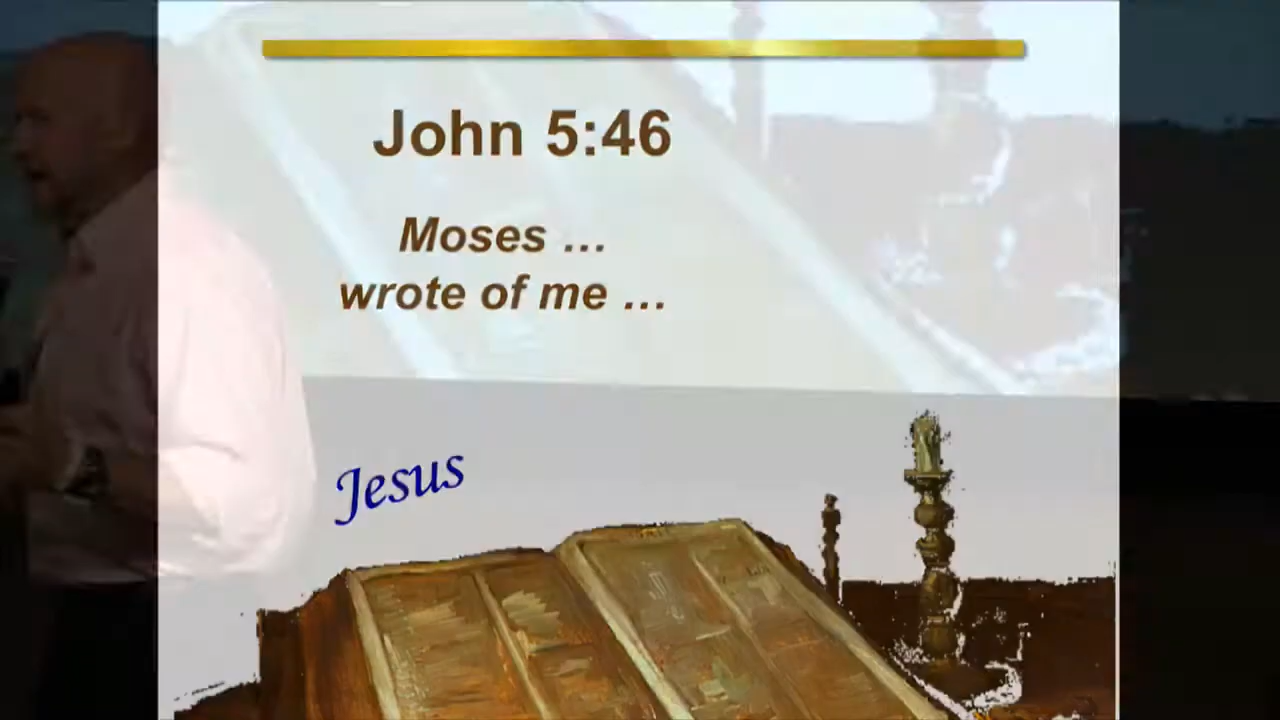 John 5:46
Moses …
wrote of me …
Jesus